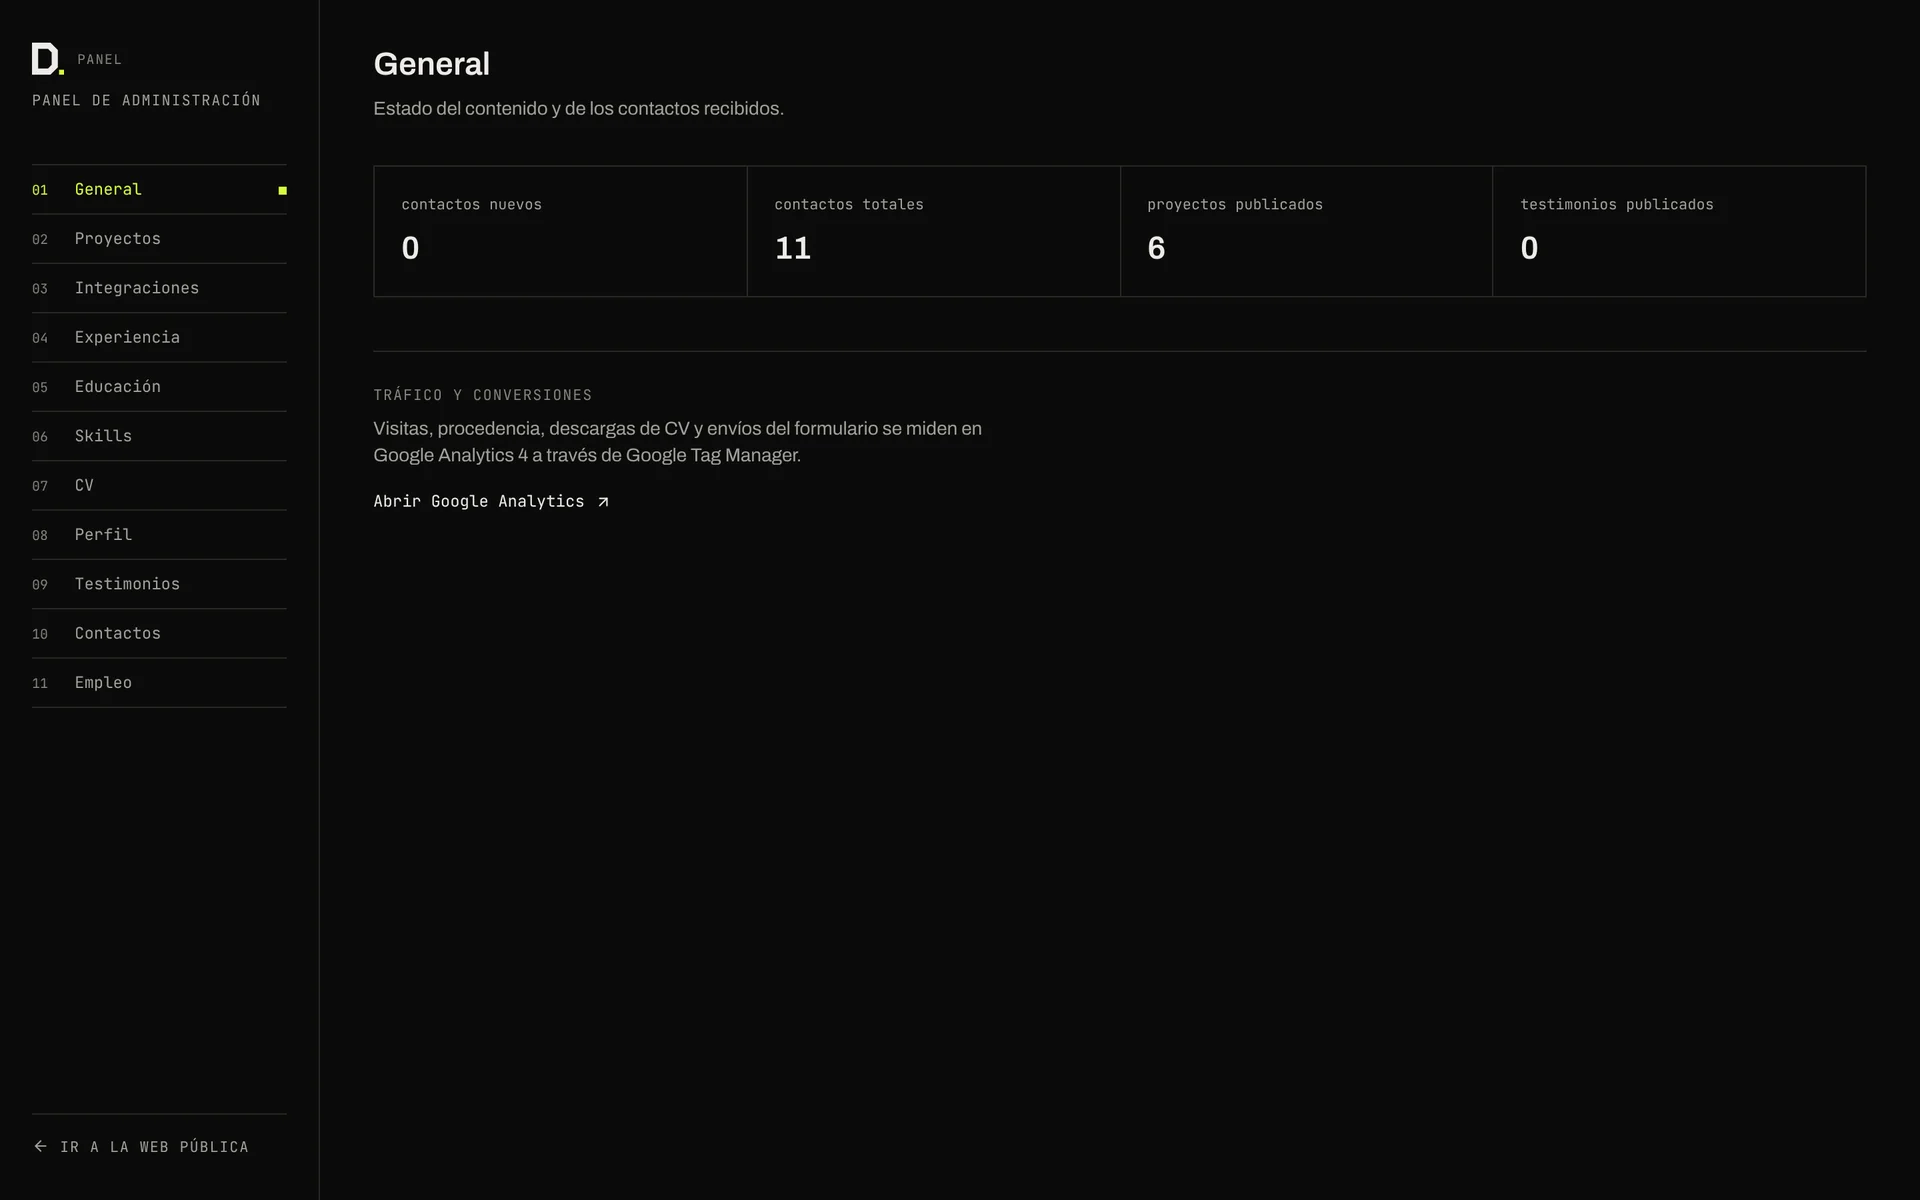 D. PANEL
PANEL DE ADMINISTRACIÓN
01 General
02 Proyectos
03 Integraciones
04 Experiencia
05 Educación
06 Skills
07 CV
08 Perfil
09 Testimonios
10 Contactos
11 Empleo
← IR A LA WEB PÚBLICA
General
Estado del contenido y de los contactos recibidos.
contactos nuevos
0
contactos totales
11
proyectos publicados
6
testimonios publicados
0
TRÁFICO Y CONVERSIONES
Visitas, procedencia, descargas de CV y envíos del formulario se miden en
Google Analytics 4 a través de Google Tag Manager.
Abrir Google Analytics ↗